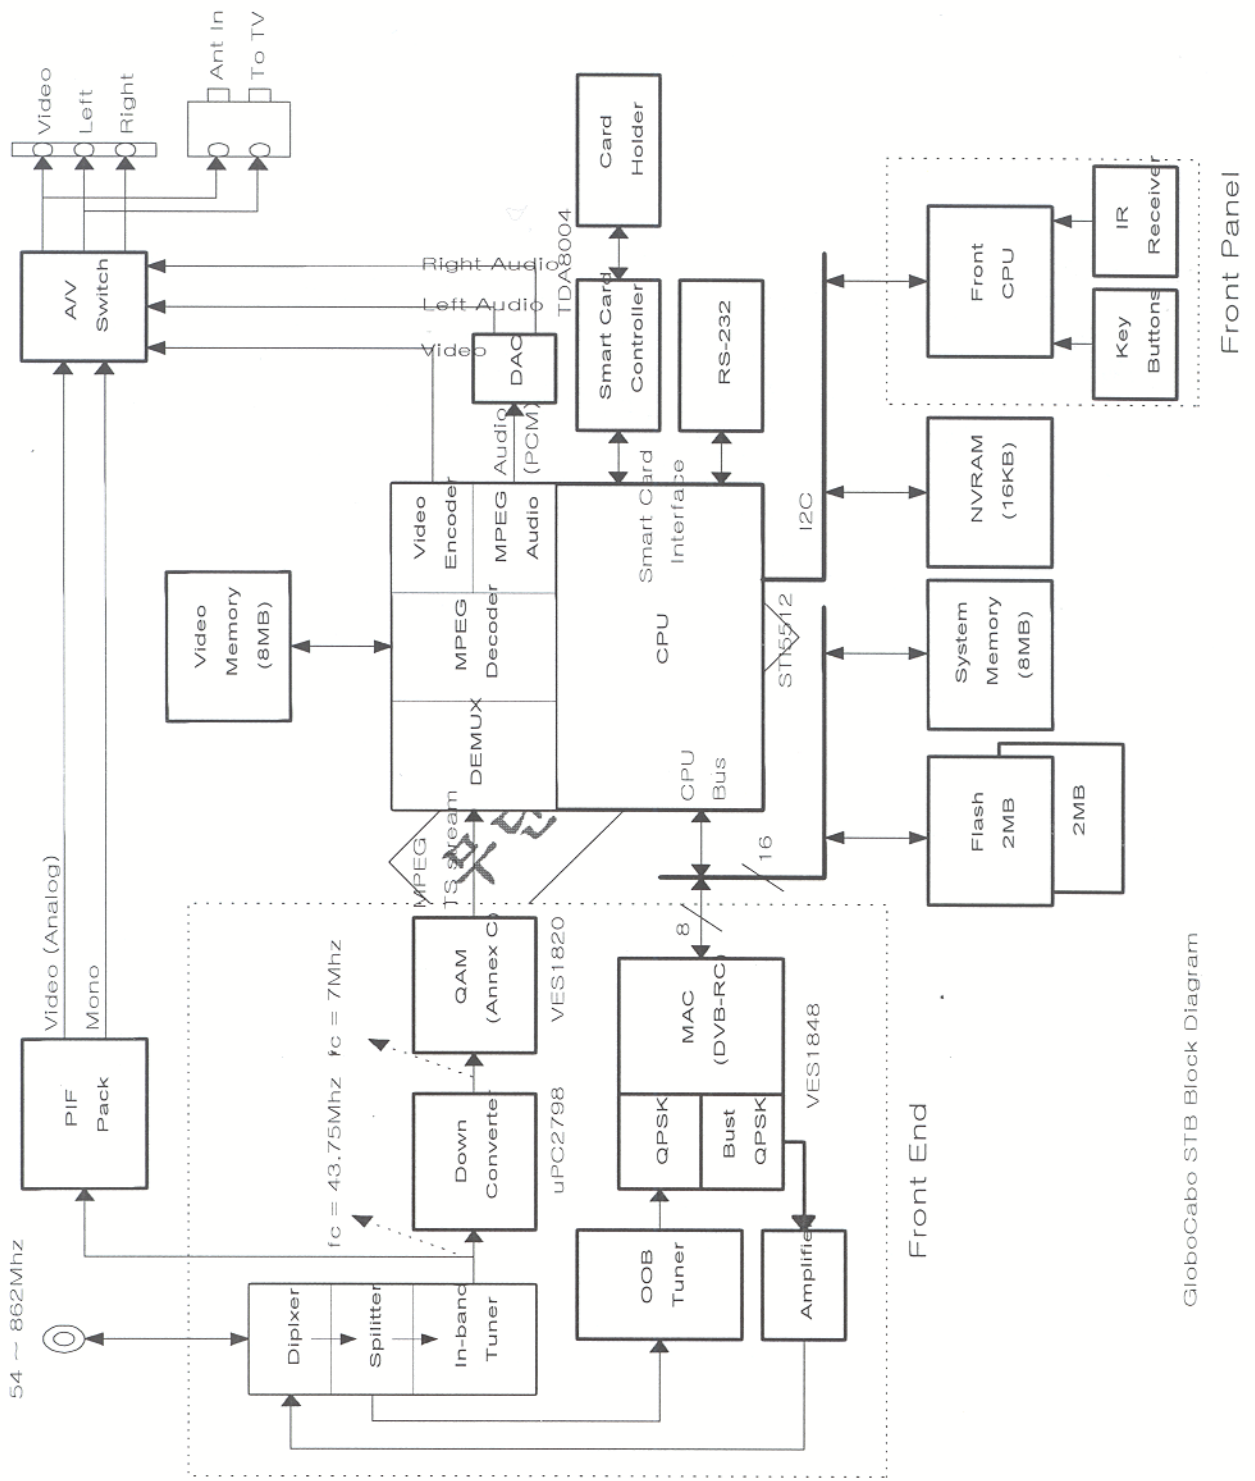 54 ~ 862Mhz
PIF
Pack
Video (Analog)
Mono
A/V
Switch
Video
Left
Right
Ant In
To TV
Video
Memory
(8MB)
Diplxer
Spilitter
In-band
Tuner
fc = 43.75Mhz
fc = 7Mhz
Down
Converter
uPC2798
QAM
(Annex C)
VES1820
MPEG
TS stream
DEMUX
MPEG
Decoder
Video
Encoder
MPEG
Audio
Audio
(PCM)
DAC
Video
Left Audio
Right Audio
TDA8004
Smart Card
Controller
Card
Holder
RS-232
Smart Card
Interface
CPU
CPU
Bus
STi5512
I2C
16
8
OOB
Tuner
QPSK
Bust
QPSK
MAC
(DVB-RC)
VES1848
Amplifier
Front End
Flash
2MB
2MB
System
Memory
(8MB)
NVRAM
(16KB)
Front
CPU
Key
Buttons
IR
Receiver
Front Panel
GloboCabo STB Block Diagram